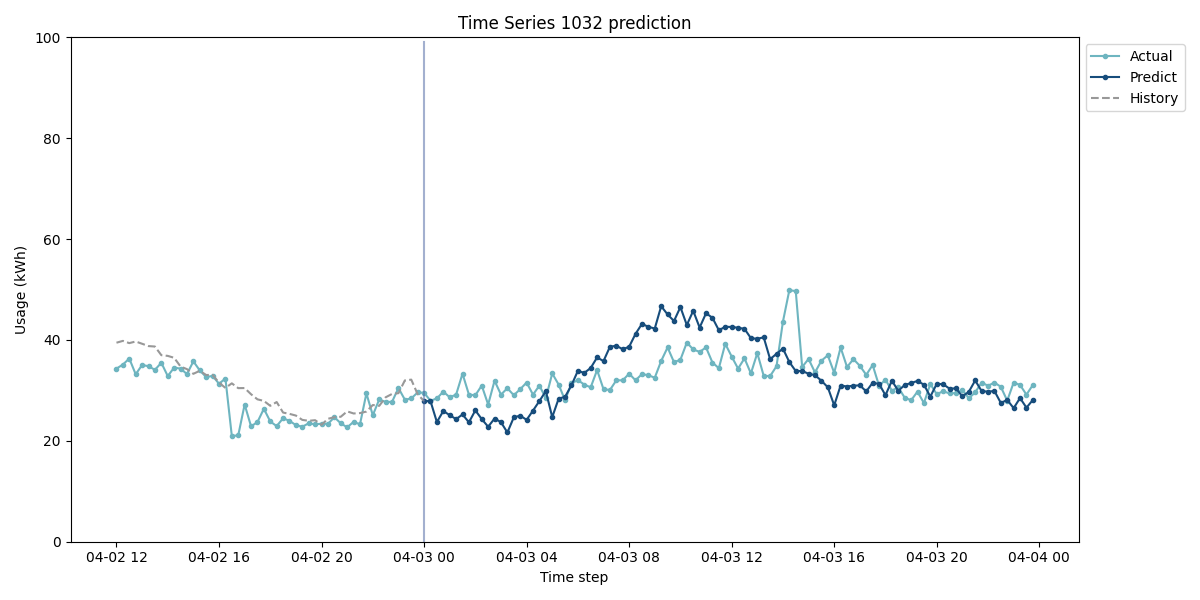 Time Series 1032 prediction
100
80
60
40
20
0
Usage (kWh)
04-02 12
04-02 16
04-02 20
04-03 00
04-03 04
04-03 08
04-03 12
04-03 16
04-03 20
04-04 00
Time step
Actual
Predict
History